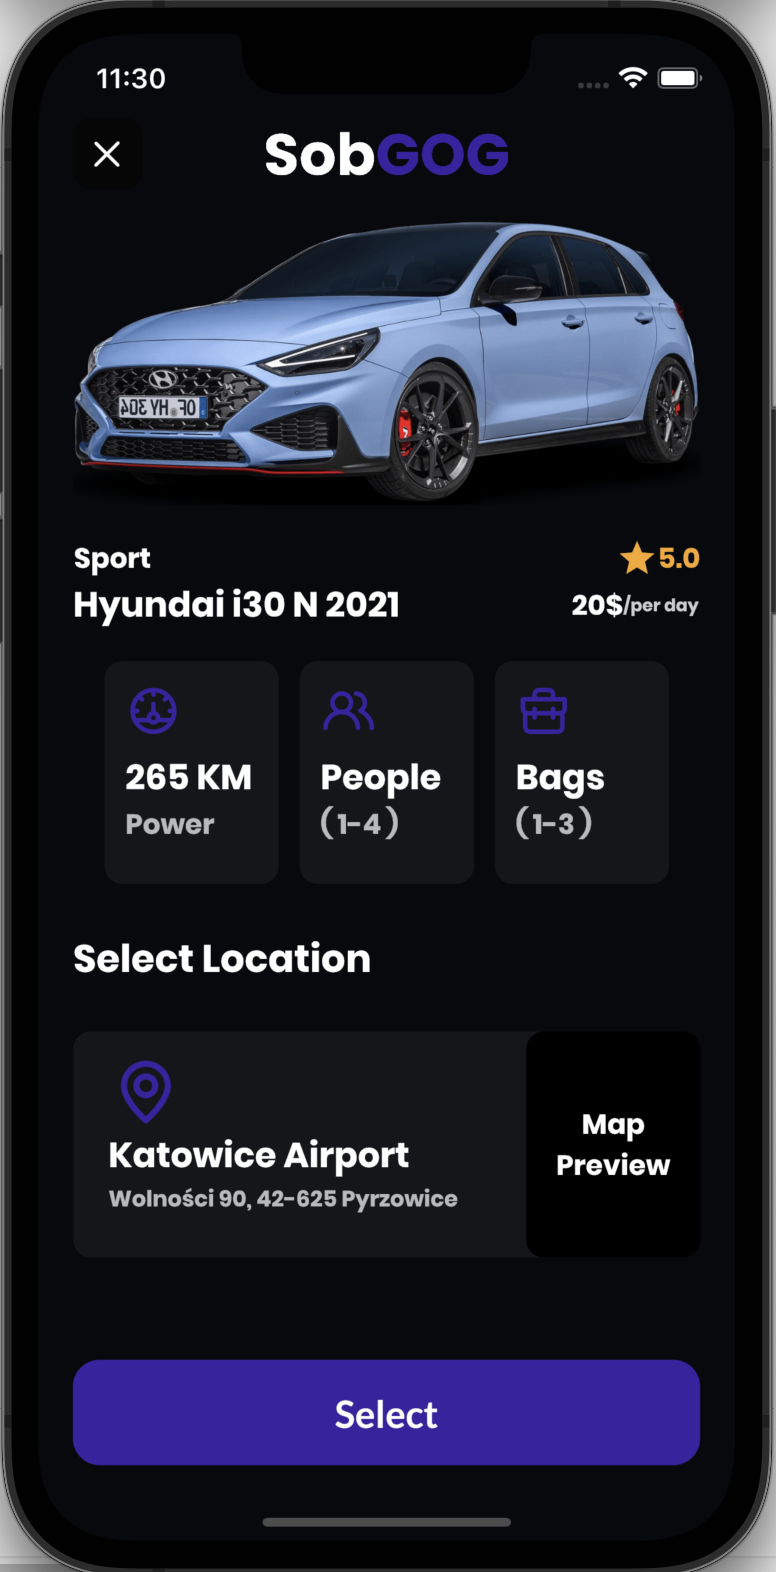 11:30
SobGOG
Sport
5.0
Hyundai i30 N 2021
20$/per day
265 KM
Power
People
(1-4)
Bags
(1-3)
Select Location
Katowice Airport
Wolności 90, 42-625 Pyrzowice
Map
Preview
Select